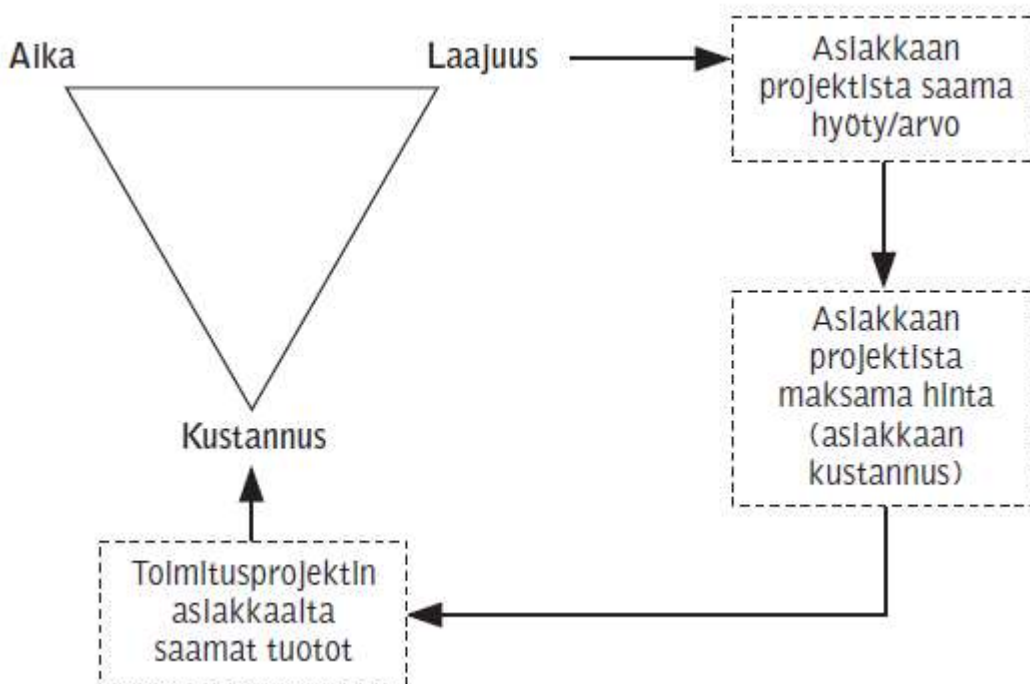 Aika
Laajuus
Asiakkaan
projektista saama
hyöty/arvo
Asiakkaan
projektista
maksama hinta
(asiakkaan
kustannus)
Kustannus
Toimitusprojektin
asiakkaalta
saamat tuotot